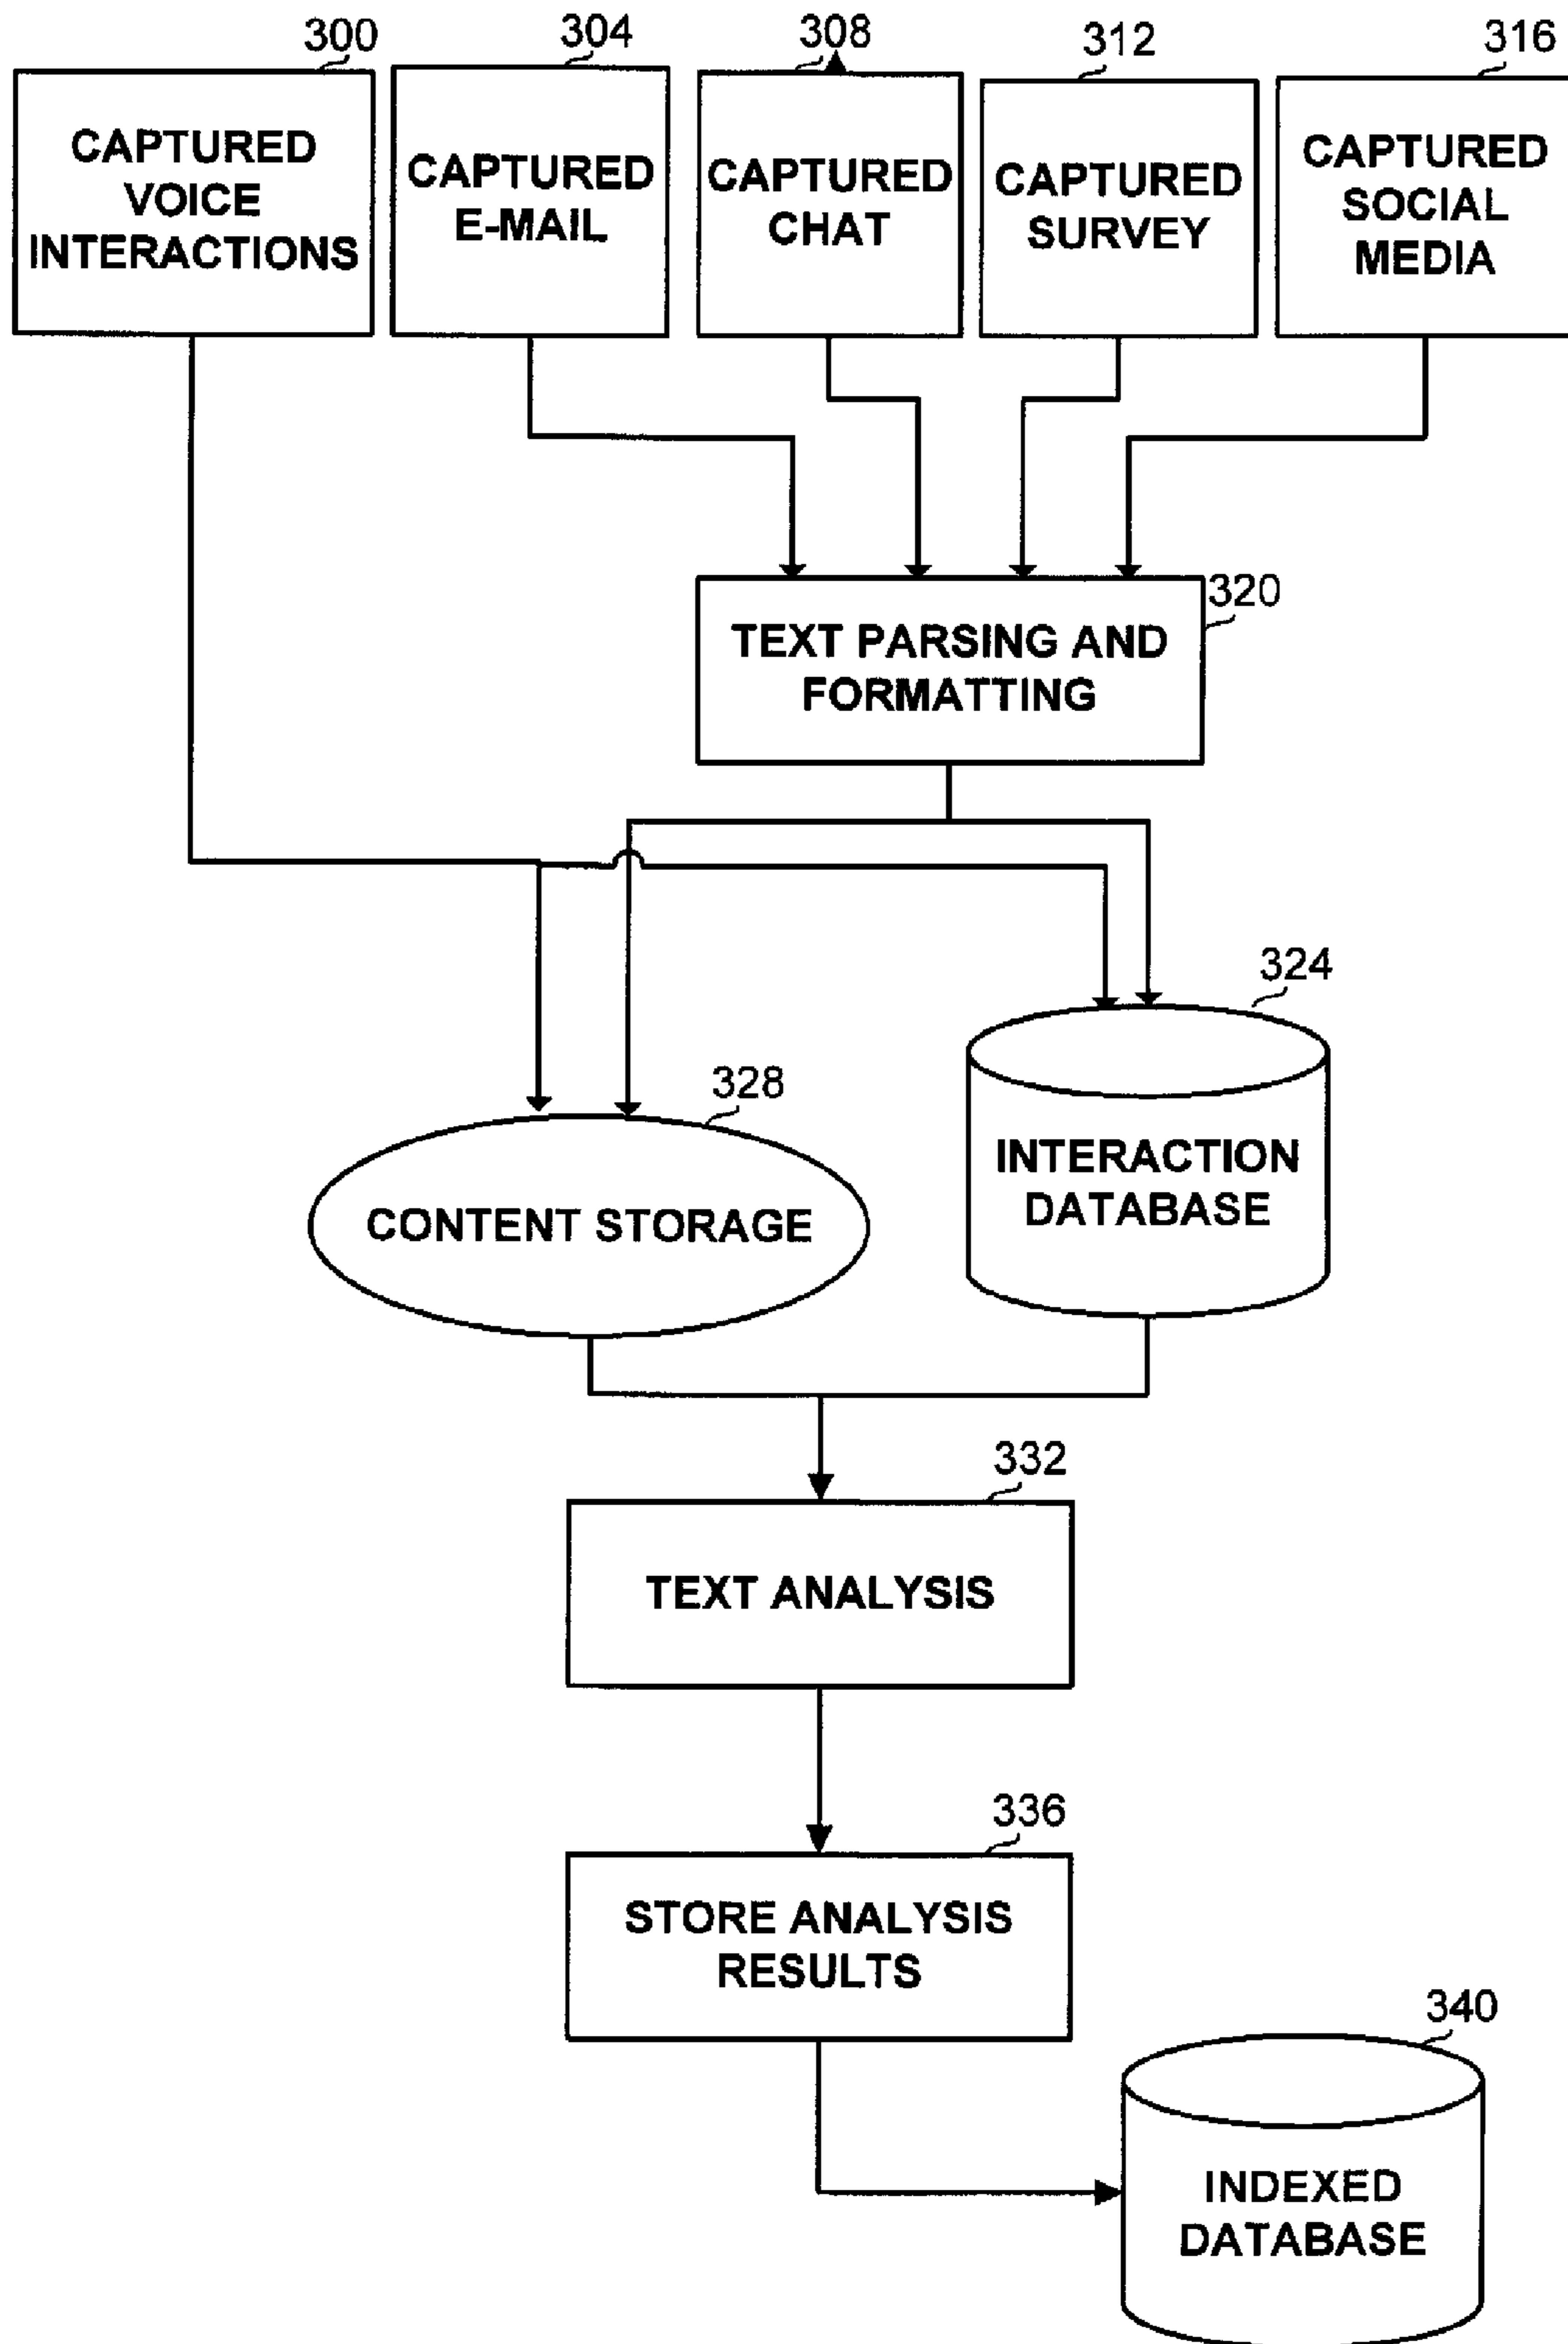 300
304
308
312
316
CAPTURED
VOICE
INTERACTIONS
CAPTURED
E-MAIL
CAPTURED
CHAT
CAPTURED
SURVEY
CAPTURED
SOCIAL
MEDIA
320
TEXT PARSING AND
FORMATTING
324
328
INTERACTION
DATABASE
CONTENT STORAGE
332
TEXT ANALYSIS
336
STORE ANALYSIS
RESULTS
340
INDEXED
DATABASE